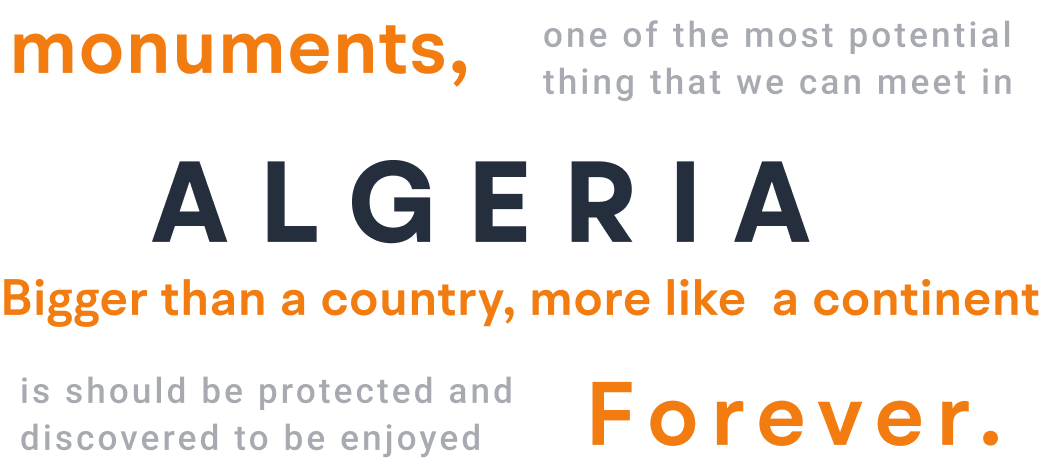 monuments,
one of the most potential
thing that we can meet in
ALGERIA
Bigger than a country, more like a continent
is should be protected and
discovered to be enjoyed
Forever.